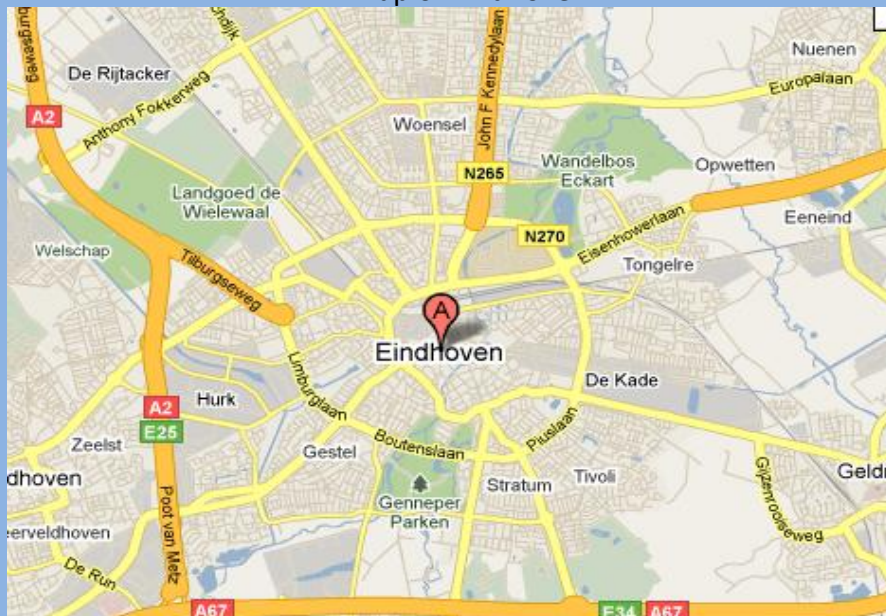 Nuenen
De Rijtacker
Europalaan
John F Kennedylaan
Anthony Fokkerweg
A2
Woensel
Wandelbos
Eckart
Opwetten
N265
Landgoed de
Wielewaal
Eeneind
N270
Eisenhowerlaan
Welschap
Tongelre
Tilburgseweg
A
Eindhoven
De Kade
Limburglaan
Hurk
A2
E25
Piuslaan
Boutenslaan
Zeelst
Gestel
Tivoli
Geldr
dhoven
Stratum
Gijzenrooiseweg
Poot van Metz
Genneper
Parken
eerveldhoven
De Run
A67
E34 A67